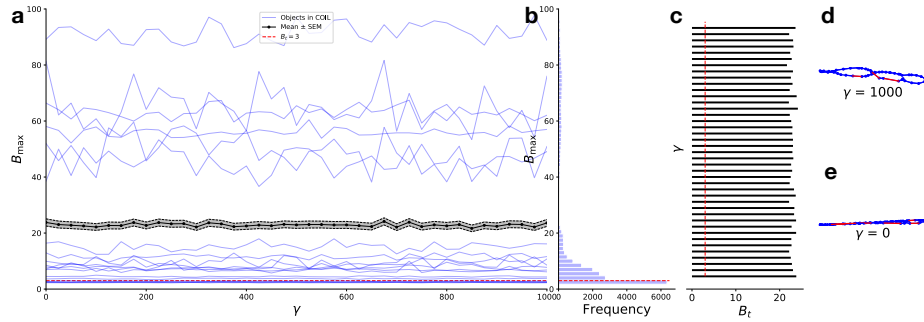 a
100
80
60
40
20
0
B_max
0
200
400
600
800
1000
γ
Objects in COIL
Mean ± SEM
B_t = 3
b
100
80
60
40
20
0
B_max
0
2000
4000
6000
Frequency
c
γ
0
10
20
B_t
d
γ = 1000
e
γ = 0